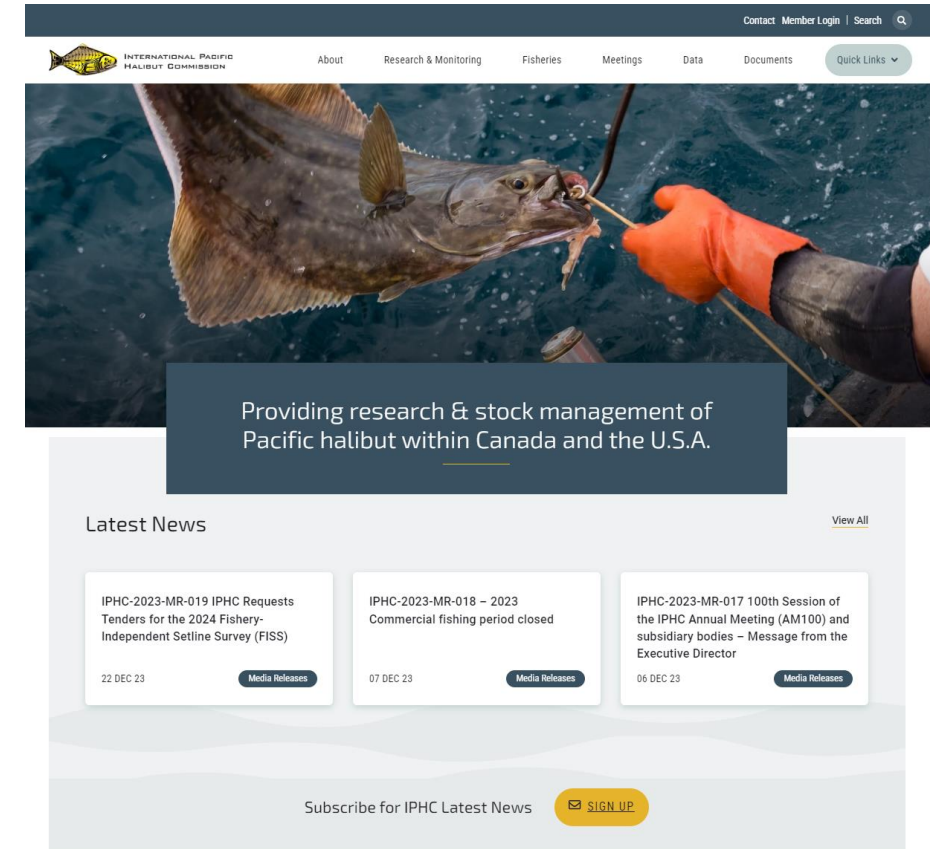 Contact Member Login | Search
INTERNATIONAL PACIFIC
HALIBUT COMMISSION
About Research & Monitoring Fisheries Meetings Data Documents Quick Links
Providing research & stock management of
Pacific halibut within Canada and the U.S.A.
Latest News
View All
IPHC-2023-MR-019 IPHC Requests
Tenders for the 2024 Fishery-
Independent Setline Survey (FISS)
22 DEC 23 Media Releases
IPHC-2023-MR-018 – 2023
Commercial fishing period closed
07 DEC 23 Media Releases
IPHC-2023-MR-017 100th Session of
the IPHC Annual Meeting (AM100) and
subsidiary bodies – Message from the
Executive Director
06 DEC 23 Media Releases
Subscribe for IPHC Latest News SIGN UP